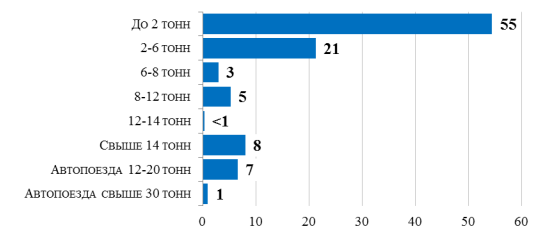 До 2 тонн 55
2-6 тонн 21
6-8 тонн 3
8-12 тонн 5
12-14 тонн <1
Свыше 14 тонн 8
Автопоезда 12-20 тонн 7
Автопоезда свыше 30 тонн 1
0 10 20 30 40 50 60